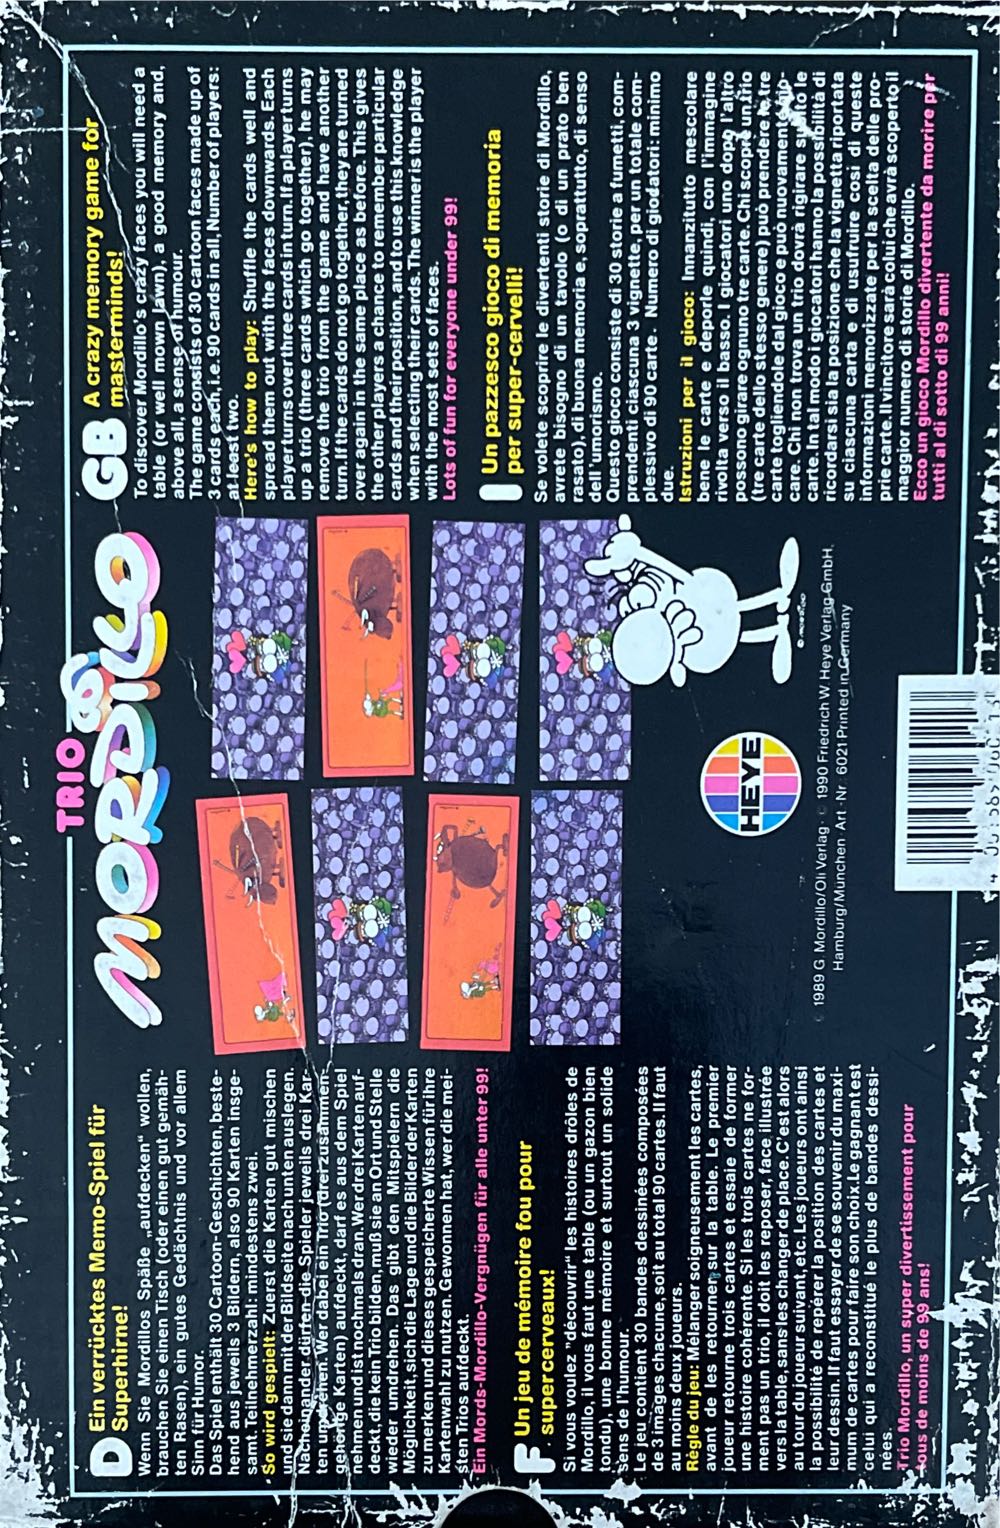 TRIO
MORDILLO
D Ein verrücktes Memo-Spiel für
Superhirne!
Wenn Sie Mordillos Späße „aufdecken" wollen,
brauchen Sie einen Tisch (oder einen gut gemäh-
ten Rasen), ein gutes Gedächtnis und vor allem
Sinn für Humor.
Das Spiel enthält 30 Cartoon-Geschichten, beste-
hend aus jeweils 3 Bildern, also 90 Karten insge-
samt. Teilnehmerzahl: mindestens zwei.
So wird gespielt: Zuerst die Karten gut mischen
und sie dann mit der Bildseite nach unten auslegen.
Nacheinander dürfen die Spieler jeweils drei Kar-
ten umdrehen. Wer dabei ein Trio (drei zusammen-
gehörige Karten) aufdeckt, darf es aus dem Spiel
nehmen und ist nochmals dran. Wer drei Karten auf-
deckt, die kein Trio bilden, muß sie an Ort und Stelle
wieder umdrehen. Das gibt den Mitspielern die
Möglichkeit, sich die Lage und die Bilder der Karten
zu merken und dieses gespeicherte Wissen für ihre
Kartenwahl zu nutzen. Gewonnen hat, wer die mei-
sten Trios aufdeckt.
Ein Mords-Mordillo-Vergnügen für alle unter 99!
F Un jeu de mémoire fou pour
supercerveaux!
Si vous voulez "découvrir" les histoires drôles de
Mordillo, il vous faut une table (ou un gazon bien
tondu), une bonne mémoire et surtout un solide
sens de l'humour.
Le jeu contient 30 bandes dessinées composées
de 3 images chacune, soit au total 90 cartes. Il faut
au moins deux joueurs.
Règle du jeu: Mélanger soigneusement les cartes,
avant de les retourner sur la table. Le premier
joueur retourne trois cartes et essaie de former
une histoire cohérente. Si les trois cartes ne for-
ment pas un trio, il doit les reposer, face illustrée
vers la table, sans les changer de place. C'est alors
au tour du joueur suivant, etc. Les joueurs ont ainsi
la possibilité de repérer la position des cartes et
leur dessin. Il faut essayer de se souvenir du maxi-
mum de cartes pour faire son choix. Le gagnant est
celui qui a reconstitué le plus de bandes dessi-
nées.
Trio Mordillo, un super divertissement pour
tous de moins de 99 ans!
HEYE
© MORDILLO
© 1989 G. Mordillo/Oli Verlag · © 1990 Friedrich W. Heye Verlag GmbH,
Hamburg/München Art.-Nr.: 6021 Printed in Germany
GB A crazy memory game for
masterminds!
To discover Mordillo's crazy faces you will need a
table (or well mown lawn), a good memory and,
above all, a sense of humour.
The game consists of 30 cartoon faces made up of
3 cards each, i.e. 90 cards in all. Number of players:
at least two.
Here's how to play: Shuffle the cards well and
spread them out with the faces downwards. Each
player turns over three cards in turn. If a player turns
up a trio (three cards which go together), he may
remove the trio from the game and have another
turn. If the cards do not go together, they are turned
over again in the same place as before. This gives
the other players a chance to remember particular
cards and their position, and to use this knowledge
when selecting their cards. The winner is the player
with the most sets of faces.
Lots of fun for everyone under 99!
I Un pazzesco gioco di memoria
per super-cervelli!
Se volete scoprire le divertenti storie di Mordillo,
avrete bisogno di un tavolo (o di un prato ben
rasato), di buona memoria e, soprattutto, di senso
dell'umorismo.
Questo gioco consiste di 30 storie a fumetti, com-
prendenti ciascuna 3 vignette, per un totale com-
plessivo di 90 carte. Numero di giocatori: minimo
due.
Istruzioni per il gioco: Innanzitutto mescolare
bene le carte e deporle quindi, con l'immagine
rivolta verso il basso. I giocatori uno dopo l'altro
possono girare ognuno tre carte. Chi scopre un trio
(tre carte dello stesso genere) può prendere le tre
carte togliendole dal gioco e può nuovamente gio-
care. Chi non trova un trio dovrà rigirare sotto le
carte. In tal modo i giocatori hanno la possibilità di
ricordarsi sia la posizione che la vignetta riportata
su ciascuna carta e di usufruire così di queste
informazioni memorizzate per la scelta delle pro-
prie carte. Il vincitore sarà colui che avrà scoperto il
maggior numero di storie di Mordillo.
Ecco un gioco Mordillo divertente da morire per
tutti al di sotto di 99 anni!